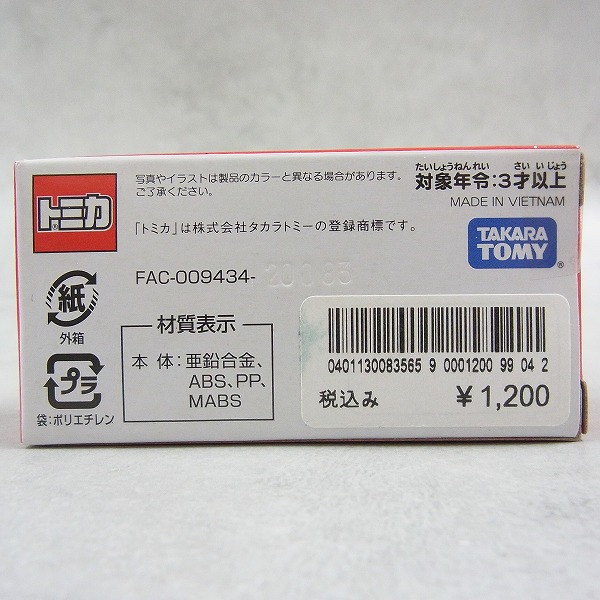 トミカ
写真やイラストは製品のカラーと異なる場合があります。
ご了承ください。
たいしょうねんれい さい いじょう
対象年令:3才以上
MADE IN VIETNAM
「トミカ」は株式会社タカラトミーの登録商標です。
TAKARA
TOMY®
紙
外箱
FAC-009434-
材質表示
本 体:亜鉛合金、
ABS、PP、
MABS
プラ
袋:ポリエチレン
0401130083565 9 0001200 99 04 2
税込み ¥1,200